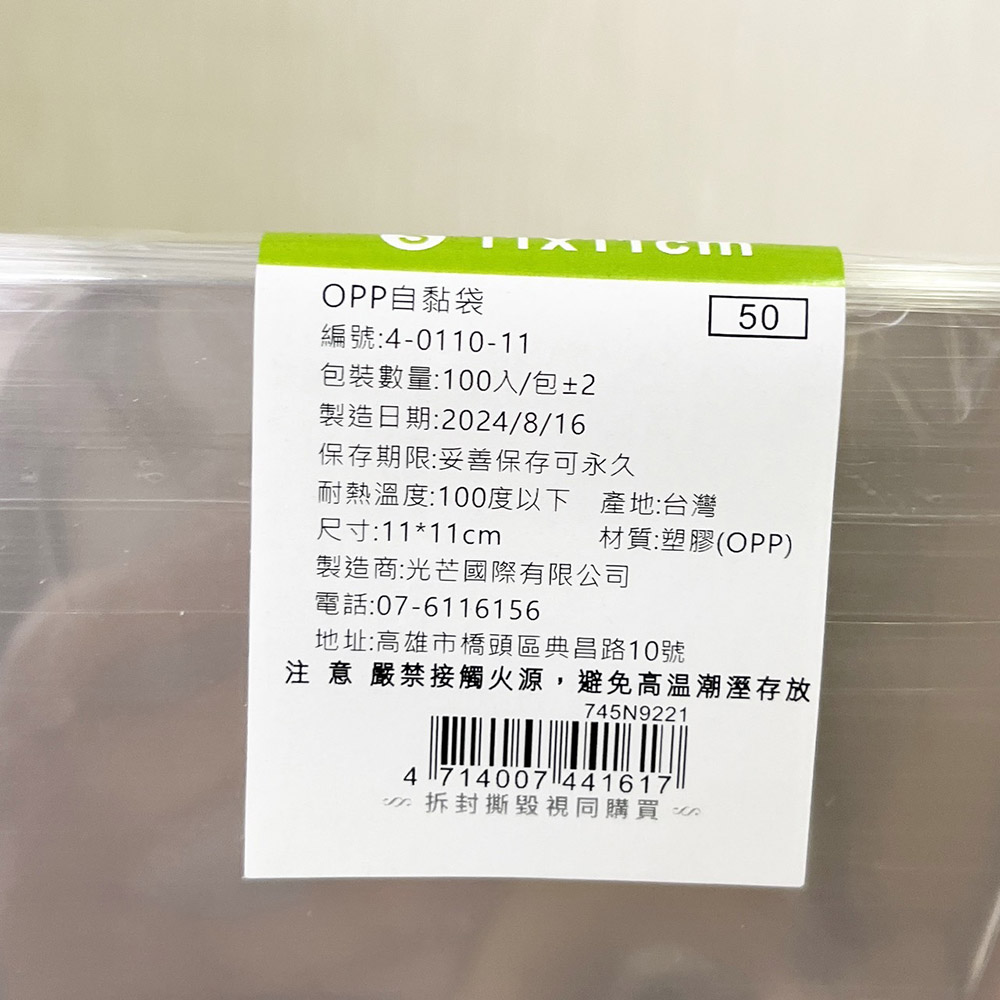 11x11cm
OPP自黏袋
50
編號:4-0110-11
包裝數量:100入/包±2
製造日期:2024/8/16
保存期限:妥善保存可永久
耐熱溫度:100度以下 產地:台灣
尺寸:11*11cm 材質:塑膠(OPP)
製造商:光芒國際有限公司
電話:07-6116156
地址:高雄市橋頭區典昌路10號
注 意 嚴禁接觸火源，避免高温潮溼存放
745N9221
4 714007 441617
拆封撕毀視同購買